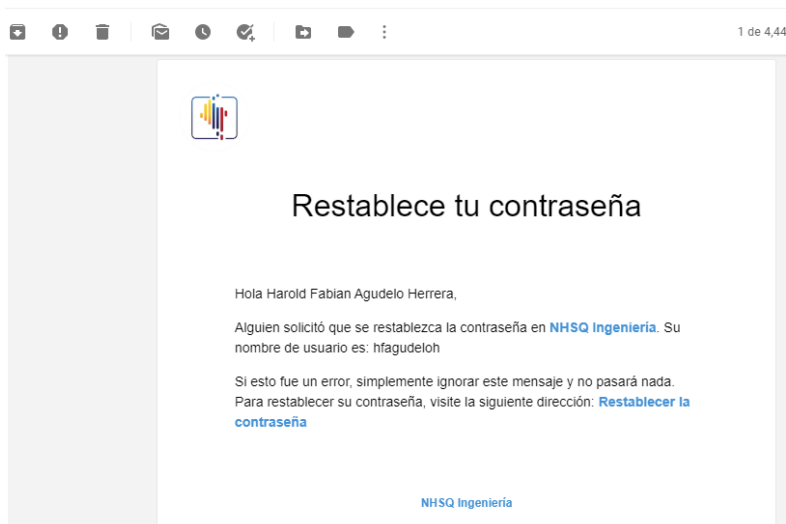 1 de 4,44
Restablece tu contraseña
Hola Harold Fabian Agudelo Herrera,
Alguien solicitó que se restablezca la contraseña en NHSQ Ingeniería. Su
nombre de usuario es: hfagudeloh
Si esto fue un error, simplemente ignorar este mensaje y no pasará nada.
Para restablecer su contraseña, visite la siguiente dirección: Restablecer la
contraseña
NHSQ Ingeniería